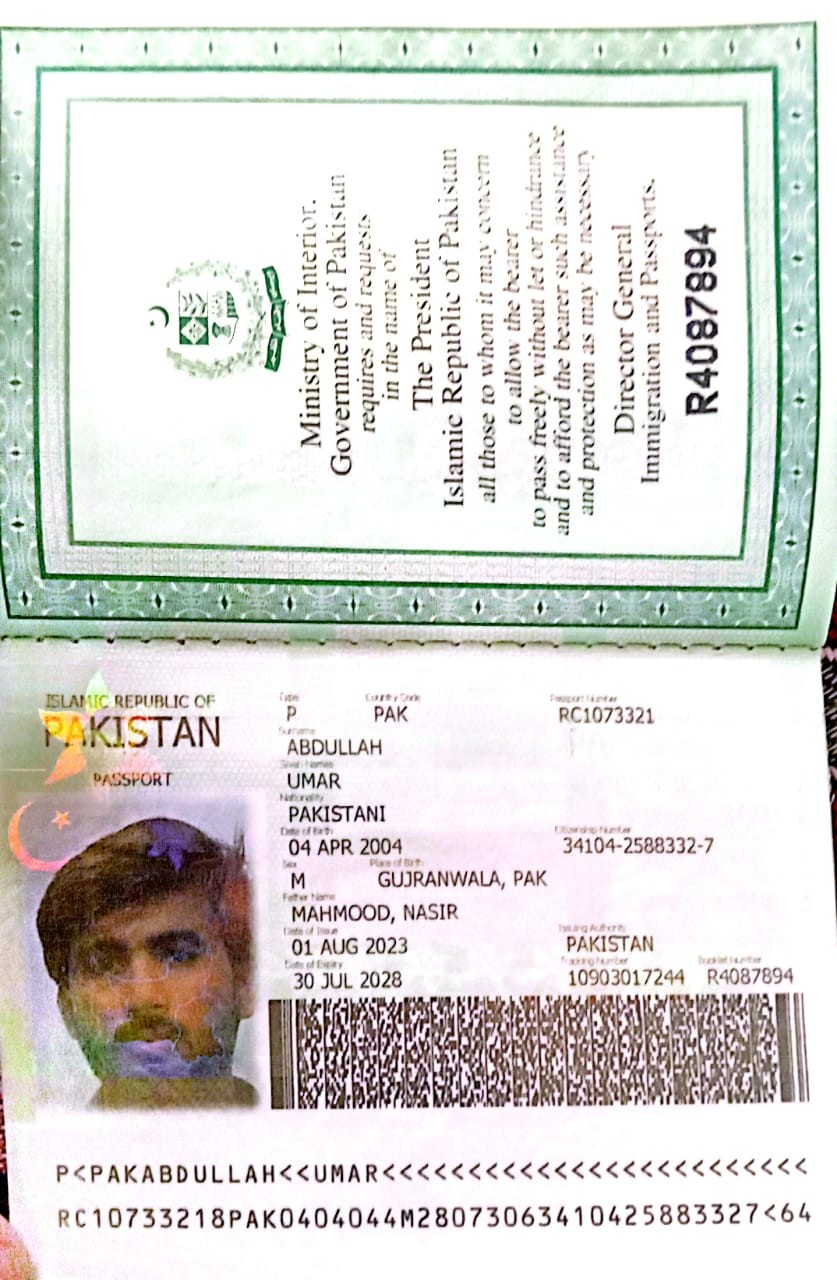 Ministry of Interior.
Government of Pakistan
requires and requests
in the name of
The President
Islamic Republic of Pakistan
all those to whom it may concern
to allow the bearer
to pass freely without let or hindrance
and to afford the bearer such assistance
and protection as may be necessary
Director General
Immigration and Passports.
R4087894
ISLAMIC REPUBLIC OF
PAKISTAN
PASSPORT
Type Country Code Passport Number
P PAK RC1073321
Surname
ABDULLAH
Given Names
UMAR
Nationality
PAKISTANI
Date of Birth Citizenship Number
04 APR 2004 34104-2588332-7
Sex Place of Birth
M GUJRANWALA, PAK
Father Name
MAHMOOD, NASIR
Date of Issue Issuing Authority
01 AUG 2023 PAKISTAN
Date of Expiry Tracking Number Booklet Number
30 JUL 2028 10903017244 R4087894
P<PAKABDULLAH<<UMAR<<<<<<<<<<<<<<<<<<<<<<<<<
RC10733218PAK0404044M28073063410425883327<64